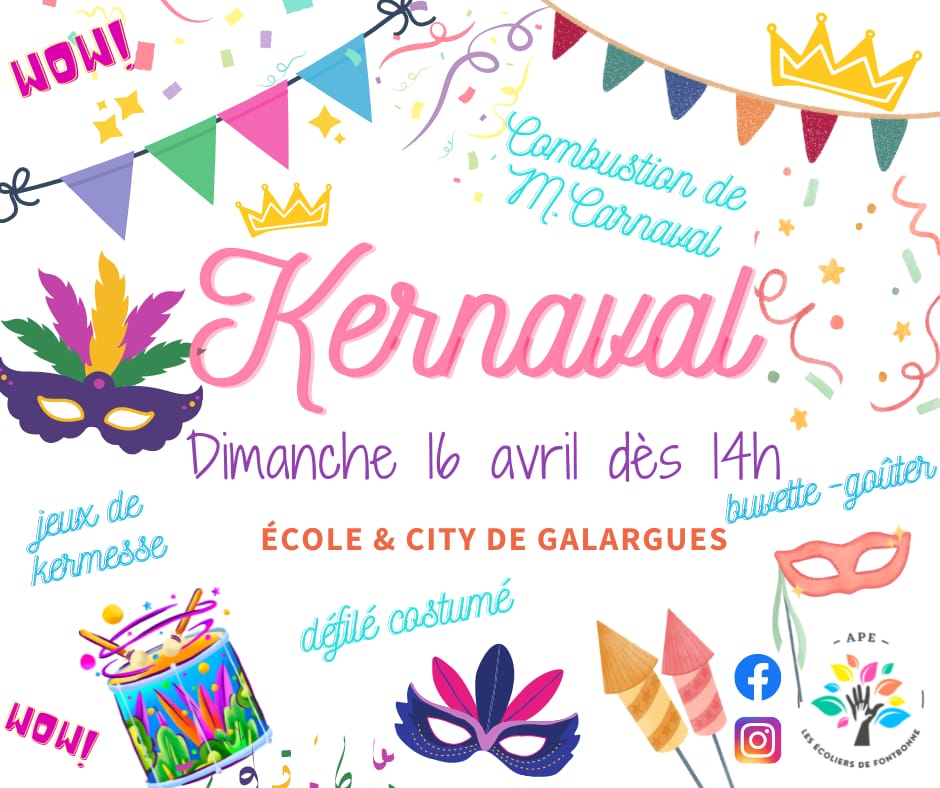 WOW!
Combustion de
M. Carnaval
Kernaval
Dimanche 16 avril dès 14h
buvette -goûter
jeux de
kermesse
ÉCOLE & CITY DE GALARGUES
défilé costumé
- APE -
LES ÉCOLIERS DE FONTBONNE
WOW!